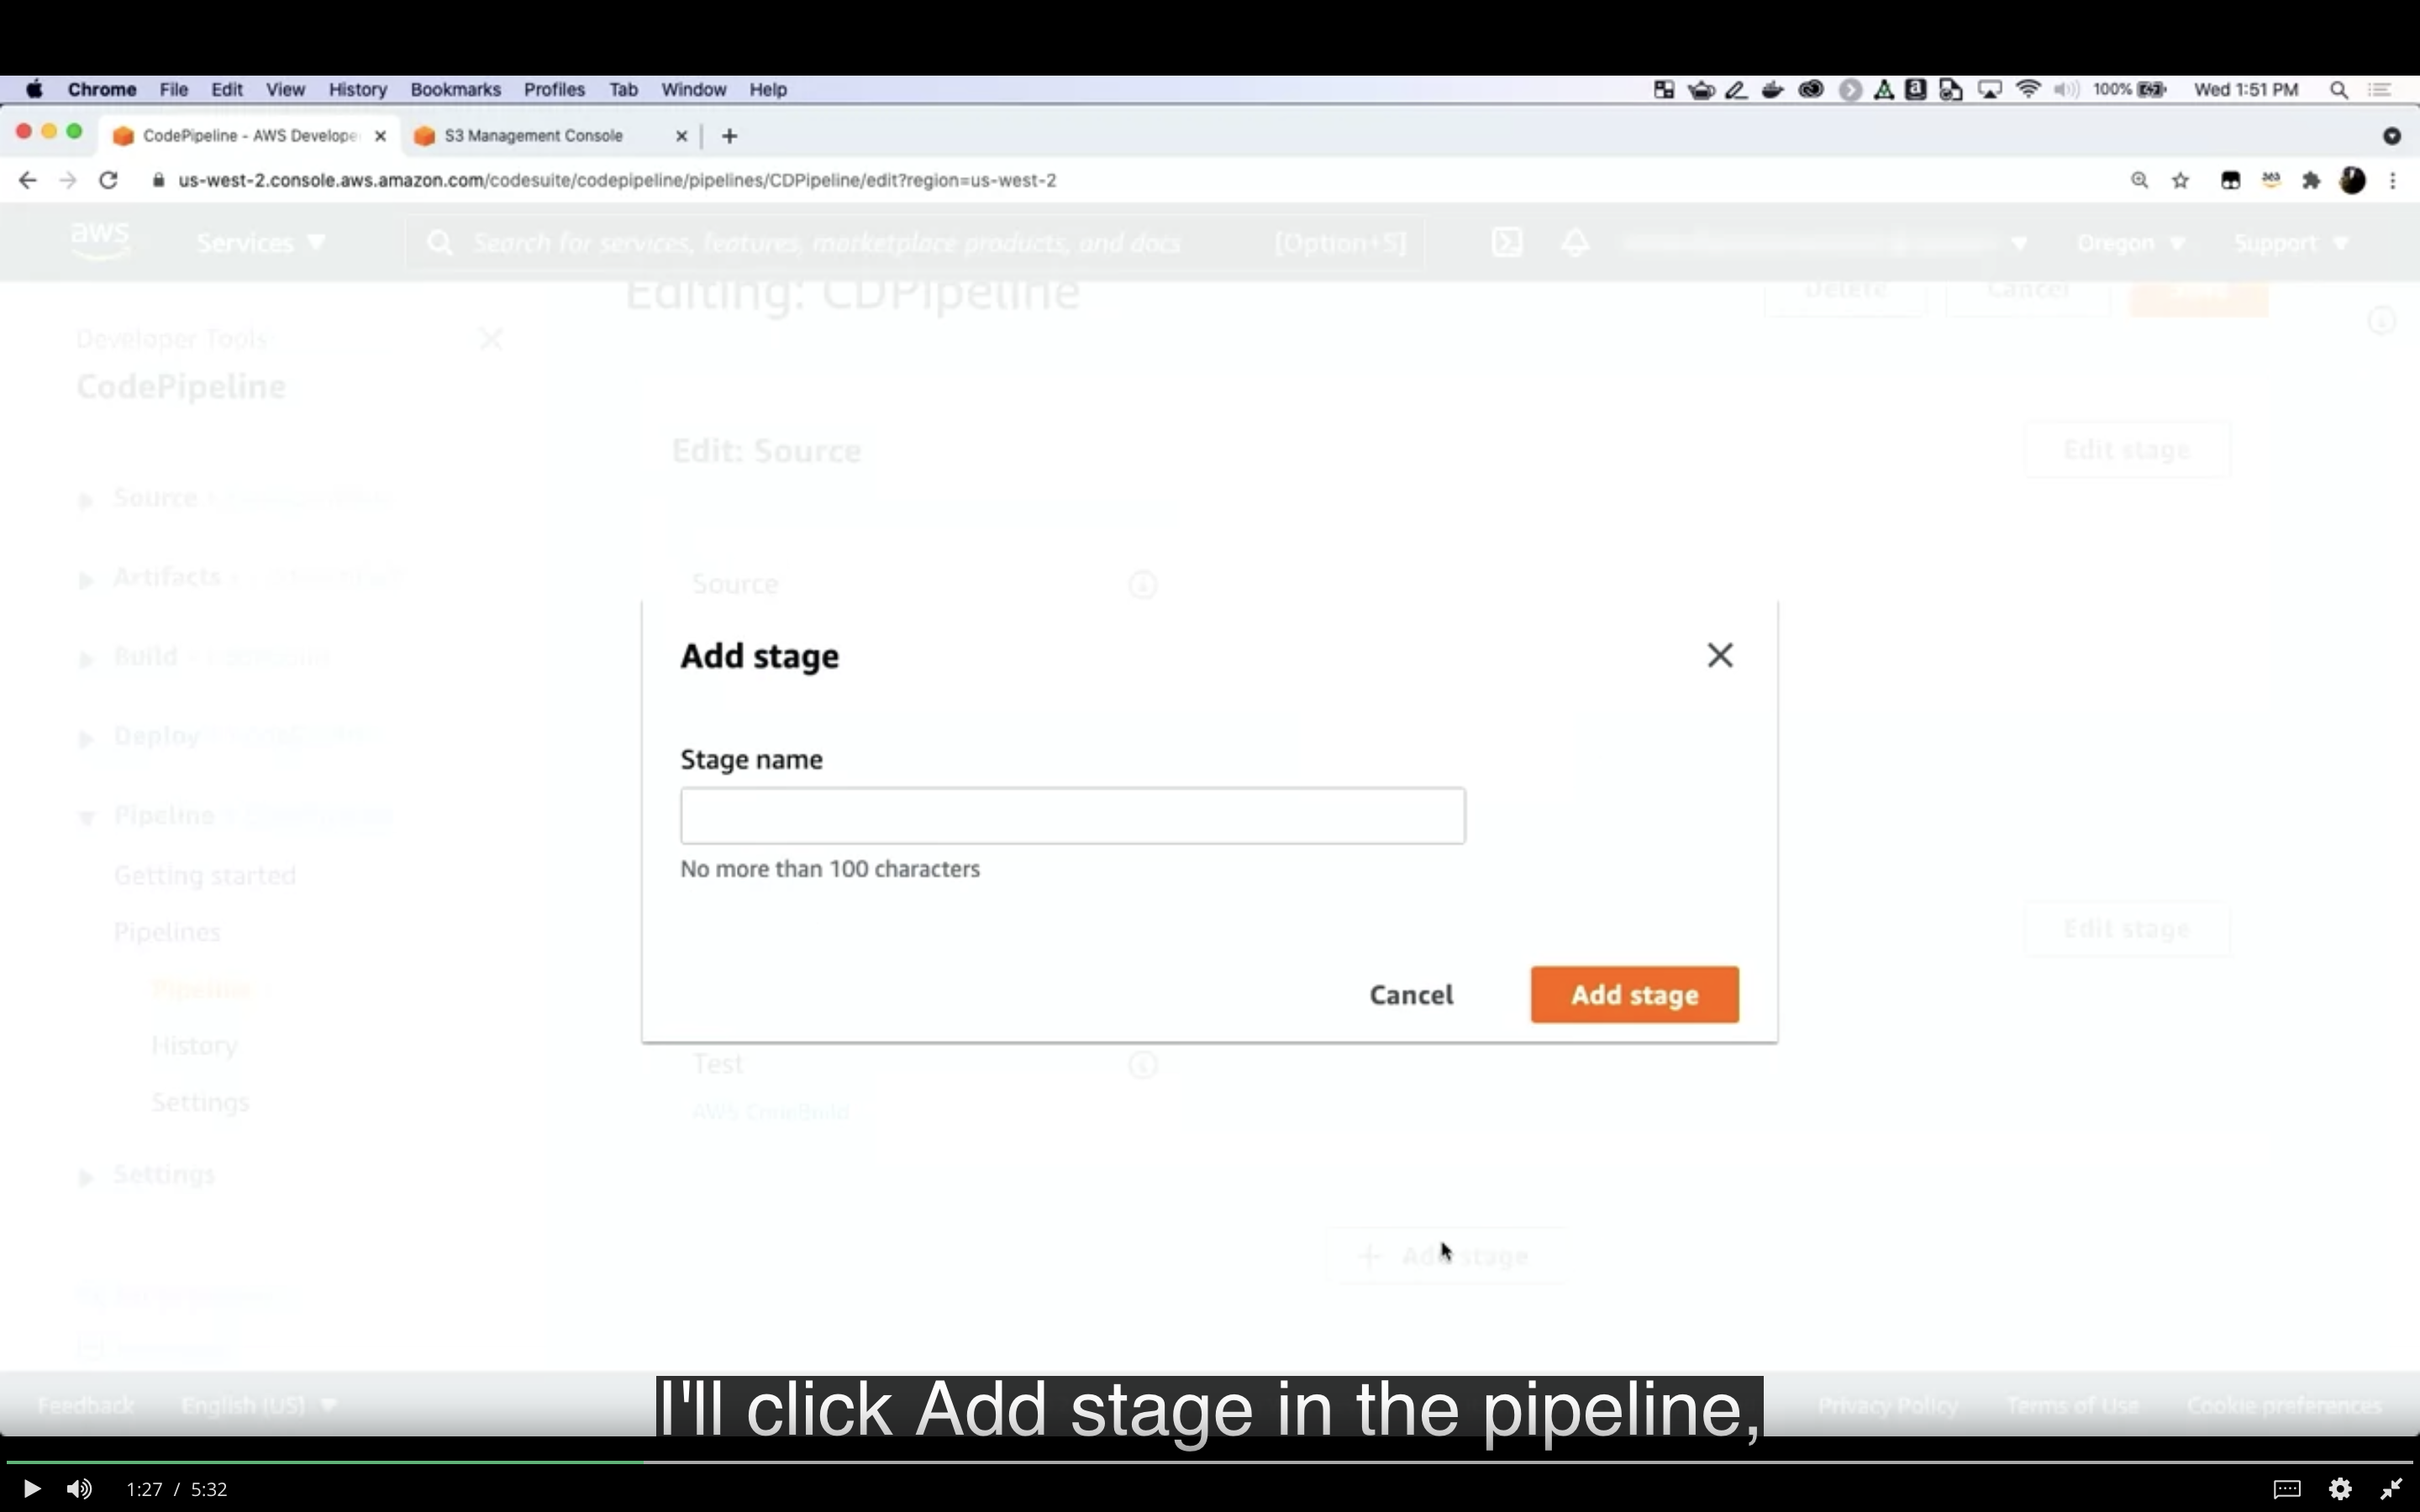 Chrome File Edit View History Bookmarks Profiles Tab Window Help 100% Wed 1:51 PM
CodePipeline - AWS Develope S3 Management Console
us-west-2.console.aws.amazon.com/codesuite/codepipeline/pipelines/CDPipeline/edit?region=us-west-2
aws Services Search for services, features, marketplace products, and docs [Option+S] Oregon Support
Editing: CDPipeline Delete Cancel
Developer Tools
CodePipeline
Edit: Source Edit stage
Source
Artifacts
Source
Build
Add stage
Deploy
Stage name
Pipeline
No more than 100 characters
Getting started
Pipelines Edit stage
Pipeline
Cancel Add stage
History
Test
Settings
AWS CodeBuild
Settings
+ Add stage
Feedback English (US) Privacy Policy Terms of Use Cookie preferences
I'll click Add stage in the pipeline,
1:27 / 5:32